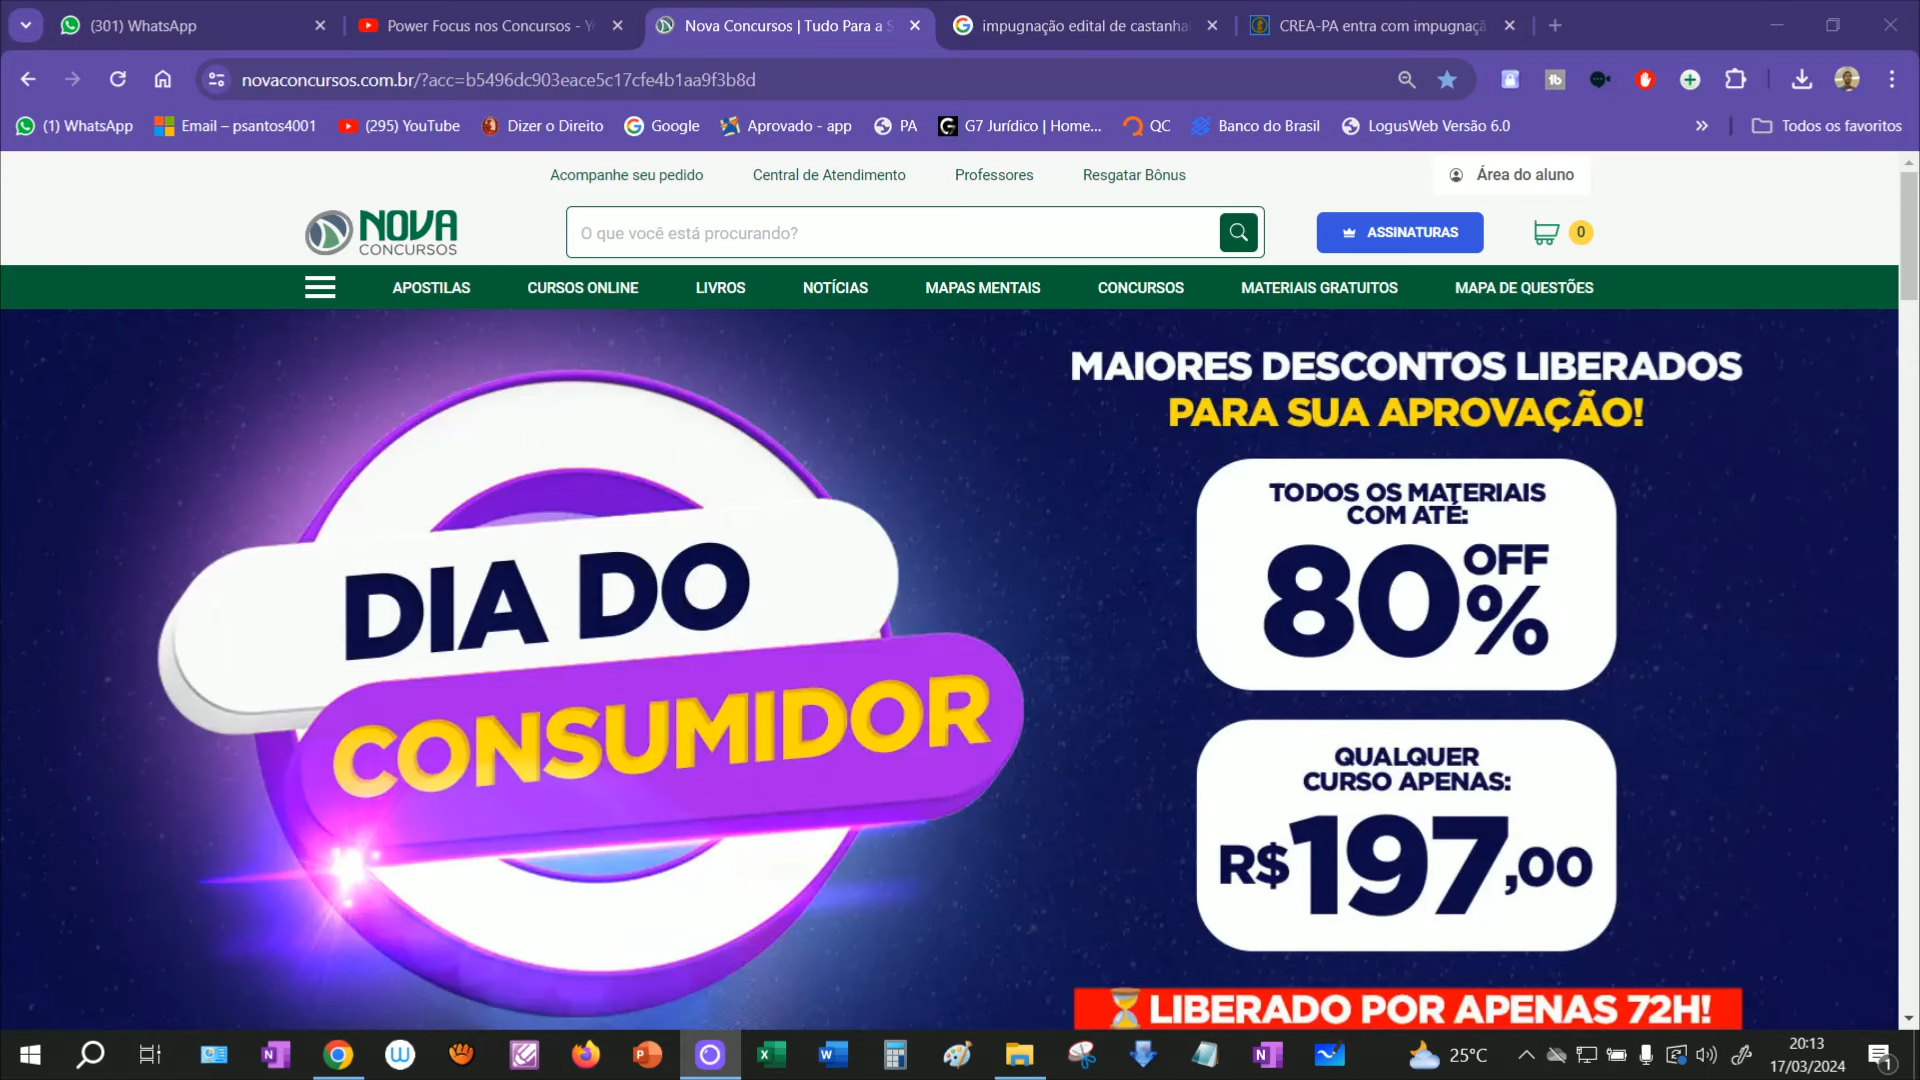 (301) WhatsApp
Power Focus nos Concursos - Y
Nova Concursos | Tudo Para a S
impugnação edital de castanha
CREA-PA entra com impugnaçã
novaconcursos.com.br/?acc=b5496dc903eace5c17cfe4b1aa9f3b8d
(1) WhatsApp
Email – psantos4001
(295) YouTube
Dizer o Direito
Google
Aprovado - app
PA
G7 Jurídico | Home...
QC
Banco do Brasil
LogusWeb Versão 6.0
Todos os favoritos
Acompanhe seu pedido
Central de Atendimento
Professores
Resgatar Bônus
Área do aluno
NOVA
CONCURSOS
O que você está procurando?
ASSINATURAS
0
APOSTILAS
CURSOS ONLINE
LIVROS
NOTÍCIAS
MAPAS MENTAIS
CONCURSOS
MATERIAIS GRATUITOS
MAPA DE QUESTÕES
DIA DO
CONSUMIDOR
MAIORES DESCONTOS LIBERADOS
PARA SUA APROVAÇÃO!
TODOS OS MATERIAIS
COM ATÉ:
80% OFF
QUALQUER
CURSO APENAS:
R$197,00
LIBERADO POR APENAS 72H!
25°C
20:13
17/03/2024
1